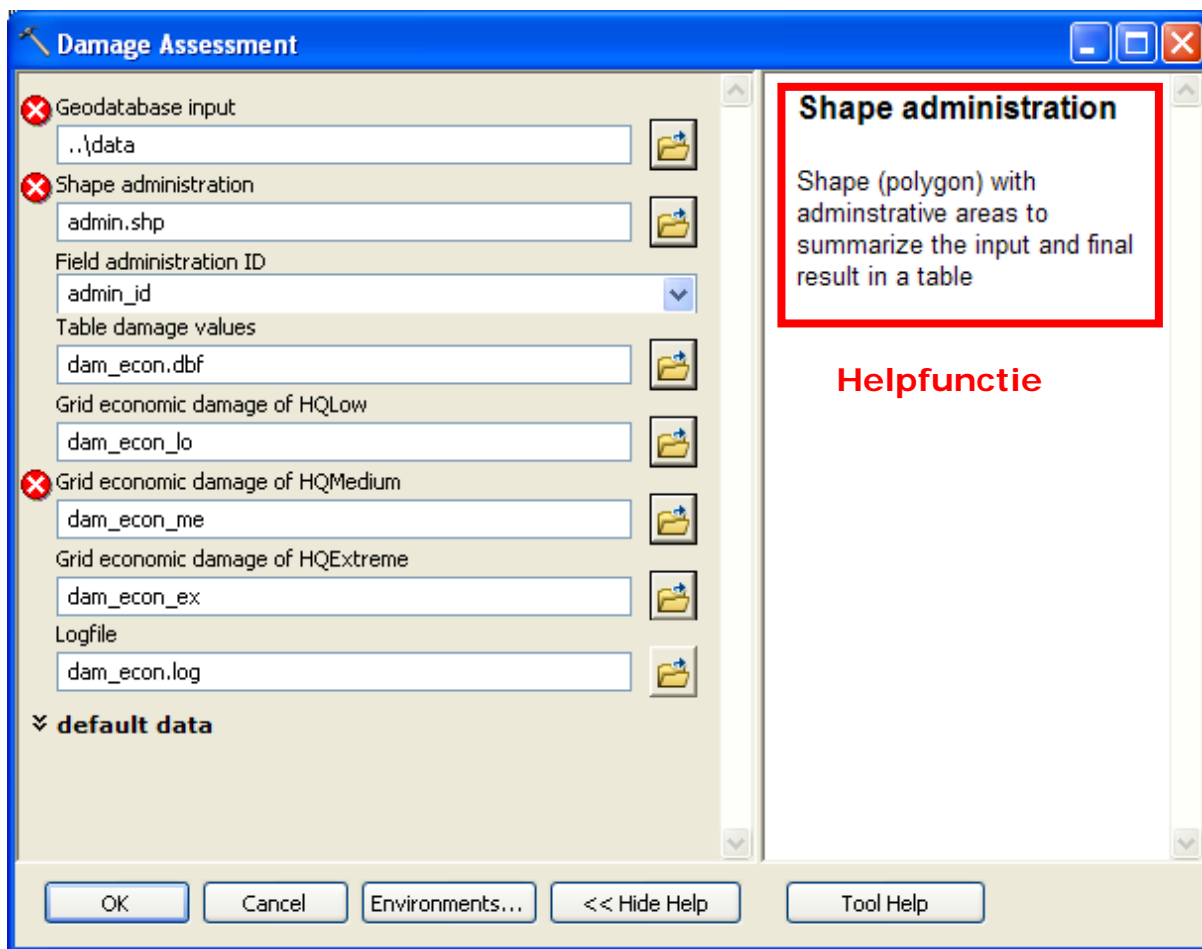 Damage Assessment
Geodatabase input
..\data
Shape administration
admin.shp
Field administration ID
admin_id
Table damage values
dam_econ.dbf
Grid economic damage of HQLow
dam_econ_lo
Grid economic damage of HQMedium
dam_econ_me
Grid economic damage of HQExtreme
dam_econ_ex
Logfile
dam_econ.log
default data
Shape administration
Shape (polygon) with
adminstrative areas to
summarize the input and final
result in a table
Helpfunctie
OK
Cancel
Environments...
<< Hide Help
Tool Help